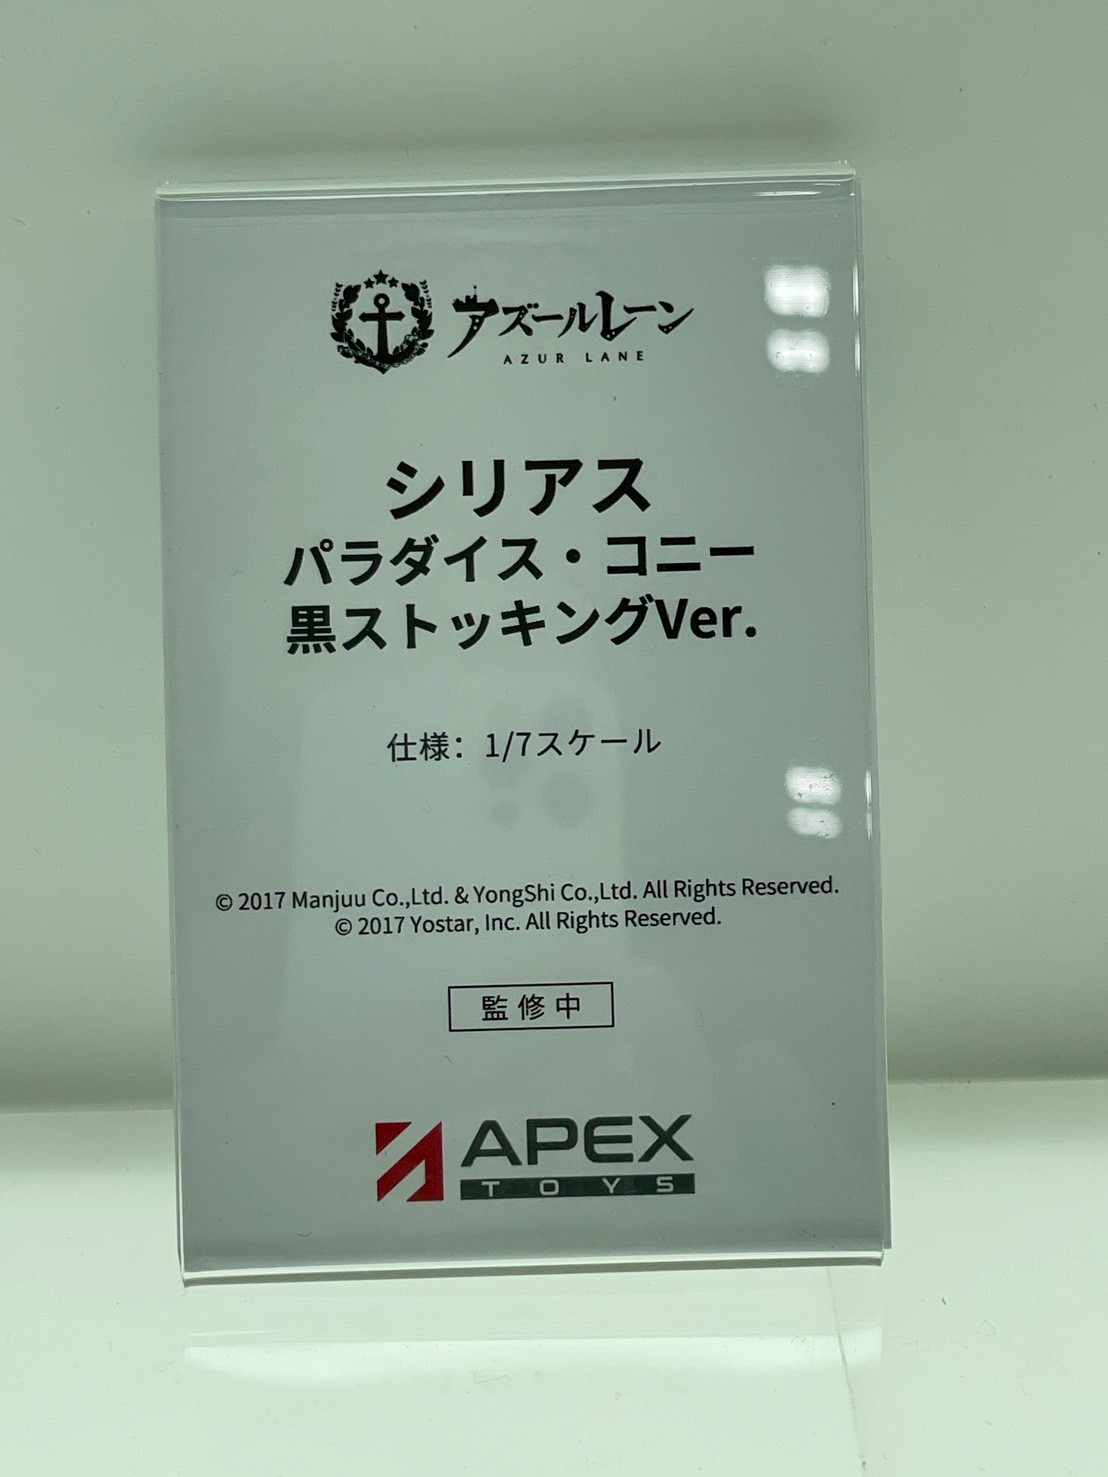 アズールレーン
AZUR LANE
シリアス
パラダイス・コニー
黒ストッキングVer.
仕様：1/7スケール
© 2017 Manjuu Co.,Ltd. & YongShi Co.,Ltd. All Rights Reserved.
© 2017 Yostar, Inc. All Rights Reserved.
監修中
APEX
TOYS